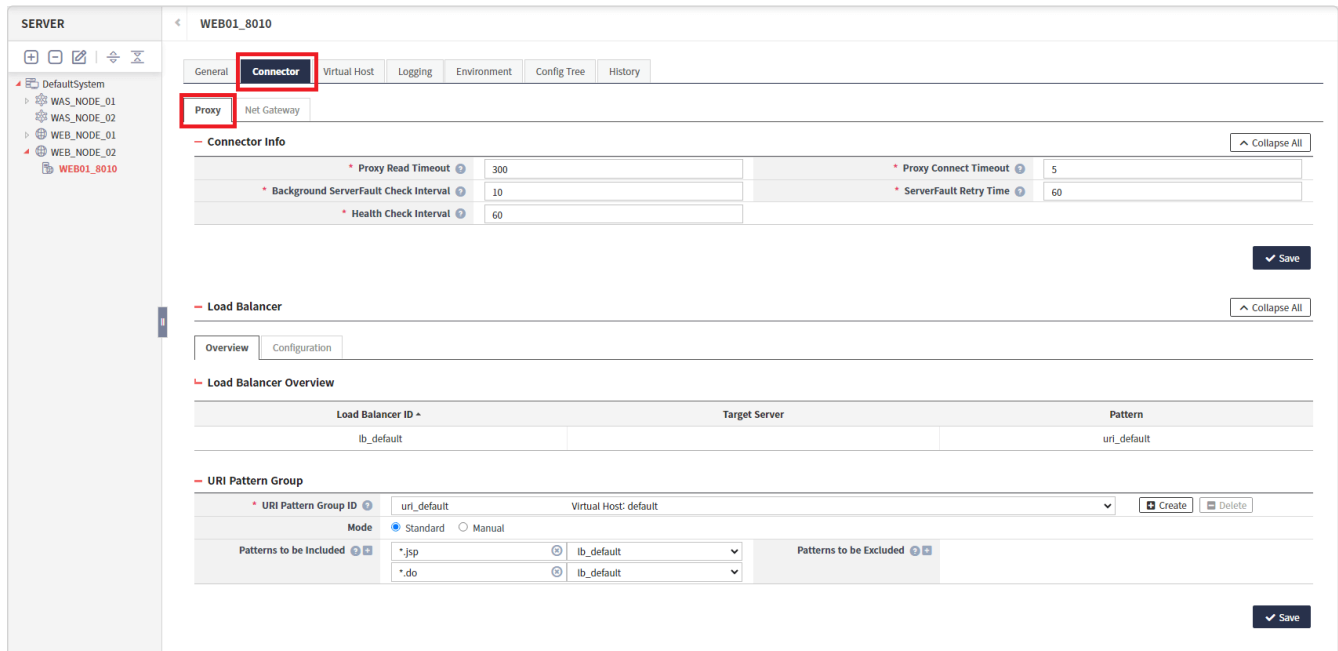 SERVER
WEB01_8010
DefaultSystem
WAS_NODE_01
WAS_NODE_02
WEB_NODE_01
WEB_NODE_02
WEB01_8010
General Connector Virtual Host Logging Environment Config Tree History
Proxy Net Gateway
Connector Info Collapse All
* Proxy Read Timeout 300 * Proxy Connect Timeout 5
* Background ServerFault Check Interval 10 * ServerFault Retry Time 60
* Health Check Interval 60
Save
Load Balancer Collapse All
Overview Configuration
Load Balancer Overview
Load Balancer ID Target Server Pattern
lb_default uri_default
URI Pattern Group
* URI Pattern Group ID uri_default Virtual Host: default Create Delete
Mode Standard Manual
Patterns to be Included *.jsp lb_default Patterns to be Excluded
*.do lb_default
Save